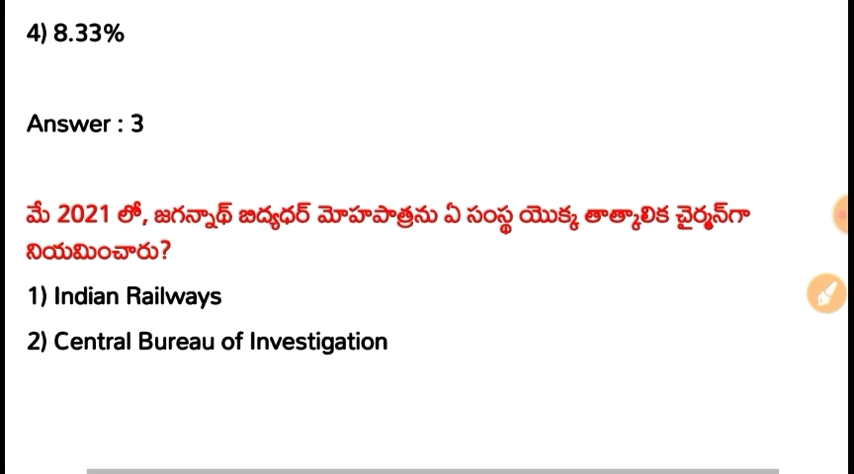 4) 8.33%
Answer : 3
మే 2021 లో, జగన్నాథ్ బిద్యధర్ మోహపాత్రను ఏ సంస్థ యొక్క తాత్కాలిక చైర్మన్‌గా
నియమించారు?
1) Indian Railways
2) Central Bureau of Investigation